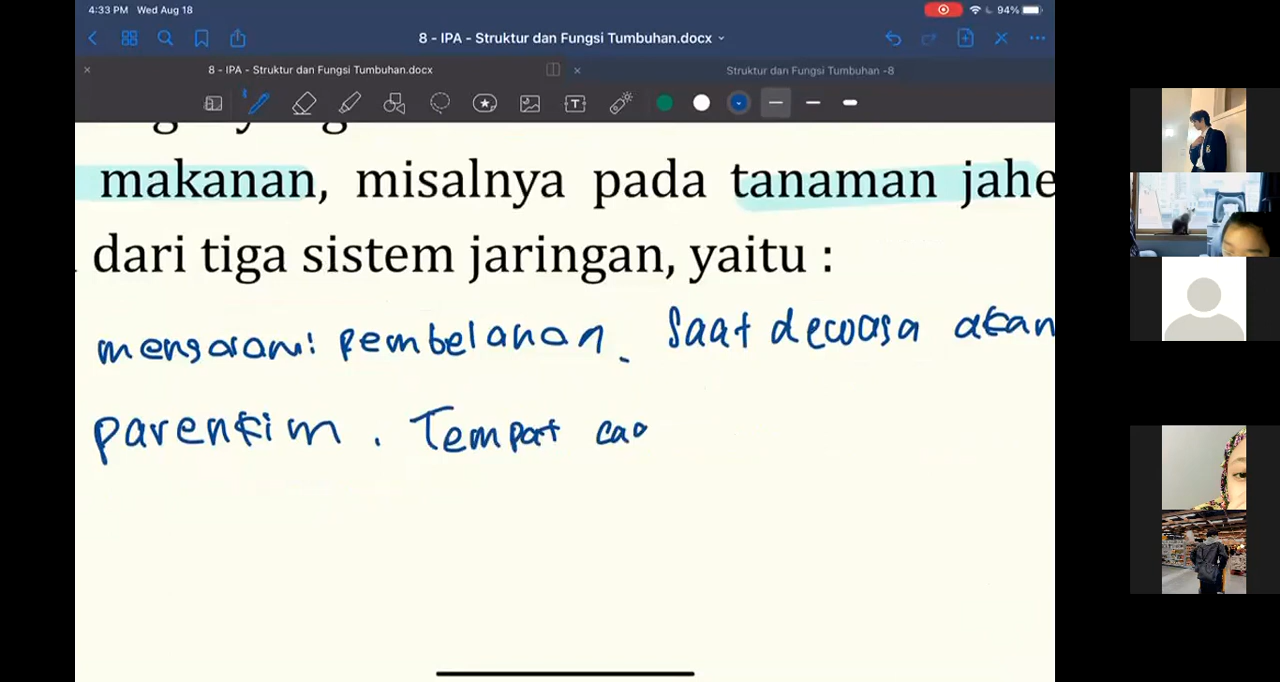 4:33 PM Wed Aug 18
94%
8 - IPA - Struktur dan Fungsi Tumbuhan.docx
8 - IPA - Struktur dan Fungsi Tumbuhan.docx
Struktur dan Fungsi Tumbuhan -8
makanan, misalnya pada tanaman jahe
dari tiga sistem jaringan, yaitu :
mengalami pembelahan. Saat dewasa akan
parenkim. Tempat cad